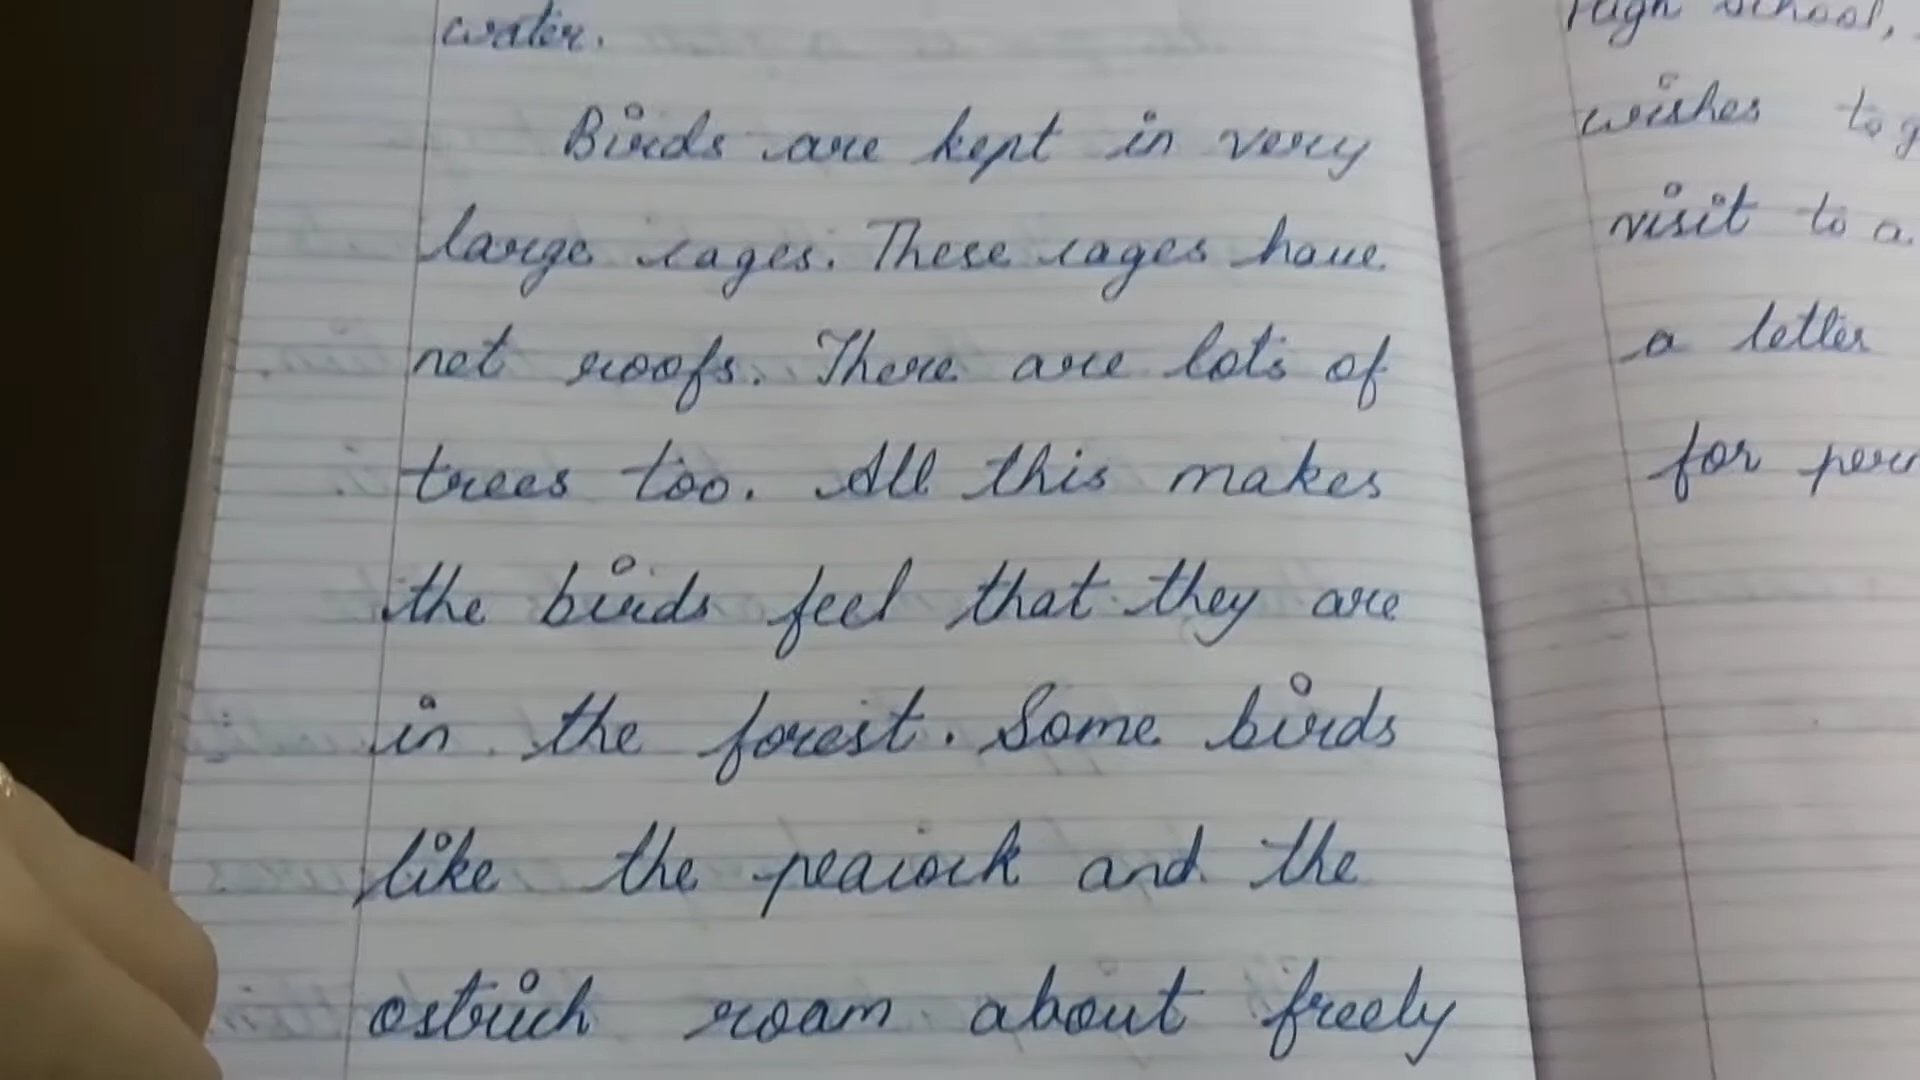 water.
Birds are kept in very
large cages. These cages have
net roofs. There are lots of
trees too. All this makes
the birds feel that they are
in the forest. Some birds
like the peacock and the
ostrich roam about freely
High School,
wishes to
visit to a
a letter
for